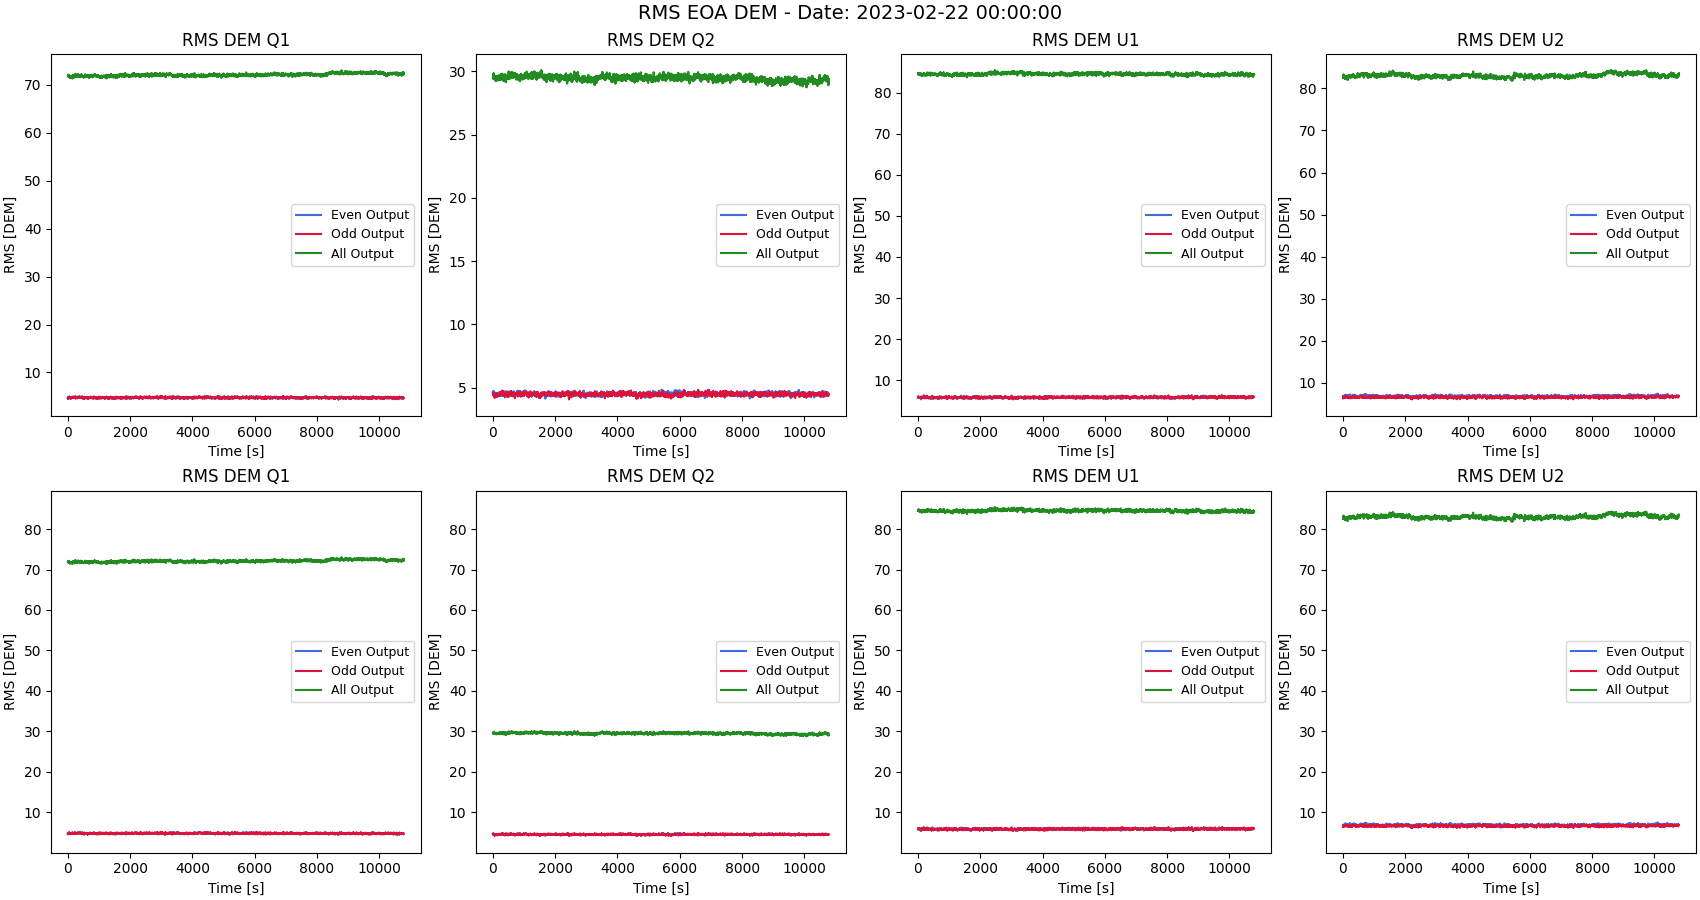 RMS EOA DEM - Date: 2023-02-22 00:00:00
RMS DEM Q1
RMS [DEM]
70
60
50
40
30
20
10
Even Output
Odd Output
All Output
0 2000 4000 6000 8000 10000
Time [s]
RMS DEM Q2
RMS [DEM]
30
25
20
15
10
5
Even Output
Odd Output
All Output
0 2000 4000 6000 8000 10000
Time [s]
RMS DEM U1
RMS [DEM]
80
70
60
50
40
30
20
10
Even Output
Odd Output
All Output
0 2000 4000 6000 8000 10000
Time [s]
RMS DEM U2
RMS [DEM]
80
70
60
50
40
30
20
10
Even Output
Odd Output
All Output
0 2000 4000 6000 8000 10000
Time [s]
RMS DEM Q1
RMS [DEM]
80
70
60
50
40
30
20
10
Even Output
Odd Output
All Output
0 2000 4000 6000 8000 10000
Time [s]
RMS DEM Q2
RMS [DEM]
80
70
60
50
40
30
20
10
Even Output
Odd Output
All Output
0 2000 4000 6000 8000 10000
Time [s]
RMS DEM U1
RMS [DEM]
80
70
60
50
40
30
20
10
Even Output
Odd Output
All Output
0 2000 4000 6000 8000 10000
Time [s]
RMS DEM U2
RMS [DEM]
80
70
60
50
40
30
20
10
Even Output
Odd Output
All Output
0 2000 4000 6000 8000 10000
Time [s]